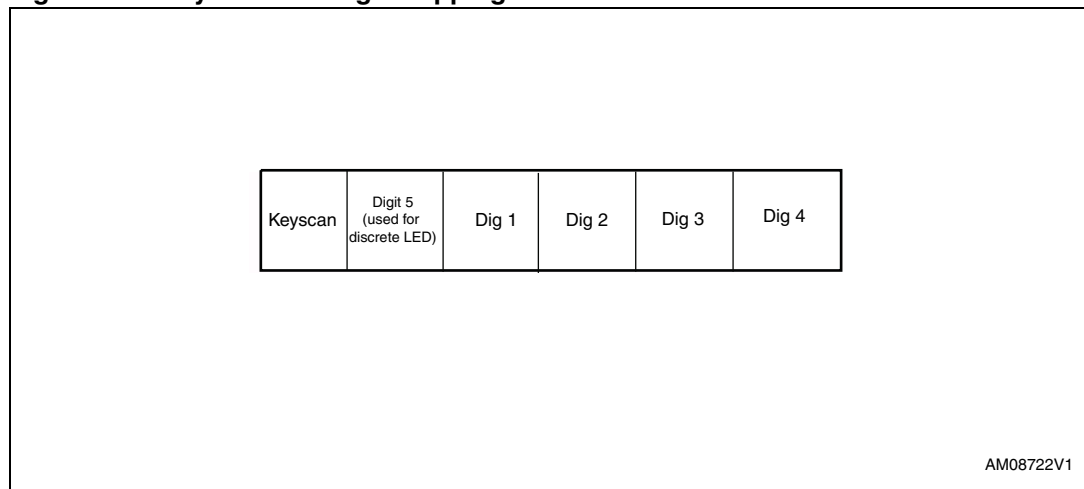 Keyscan
Digit 5
(used for
discrete LED)
Dig 1
Dig 2
Dig 3
Dig 4
AM08722V1